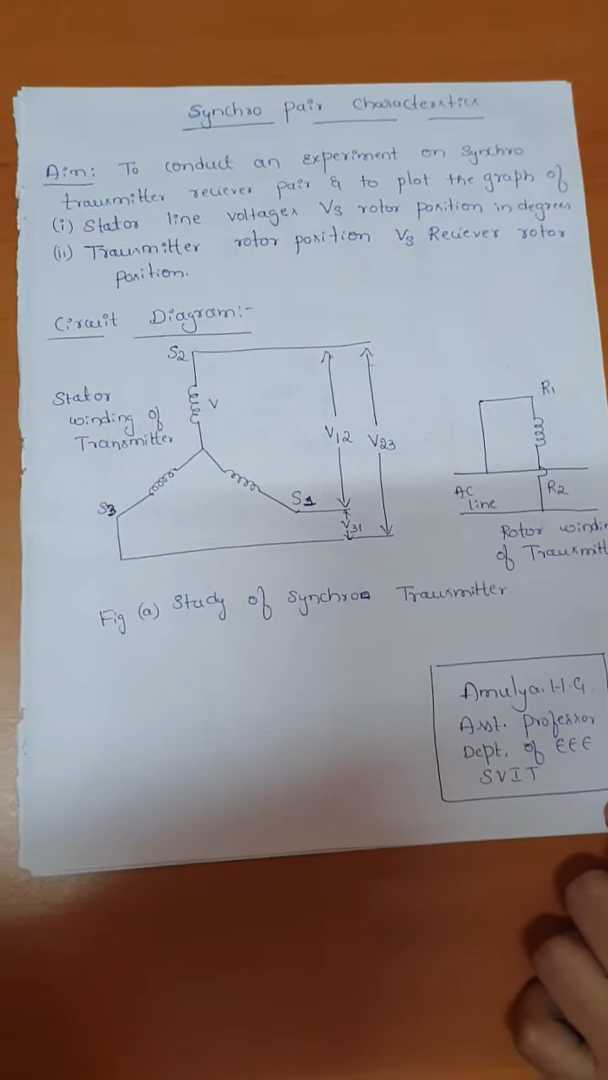 Synchro pair Characteristics
Aim: To conduct an experiment on Synchro
transmitter reciever pair & to plot the graph of
(i) Stator line voltages Vs rotor position in degrees
(ii) Transmitter rotor position Vs Reciever rotor
position.
Circuit Diagram:-
S2
Stator
winding of
Transmitter
V
V12 V23
S3
S1
V31
R1
R2
AC
line
Rotor windin
of Transmitt
Fig (a) Study of Synchro Transmitter.
Amulya.H.G
Asst. Professor
Dept. of EEE
SVIT